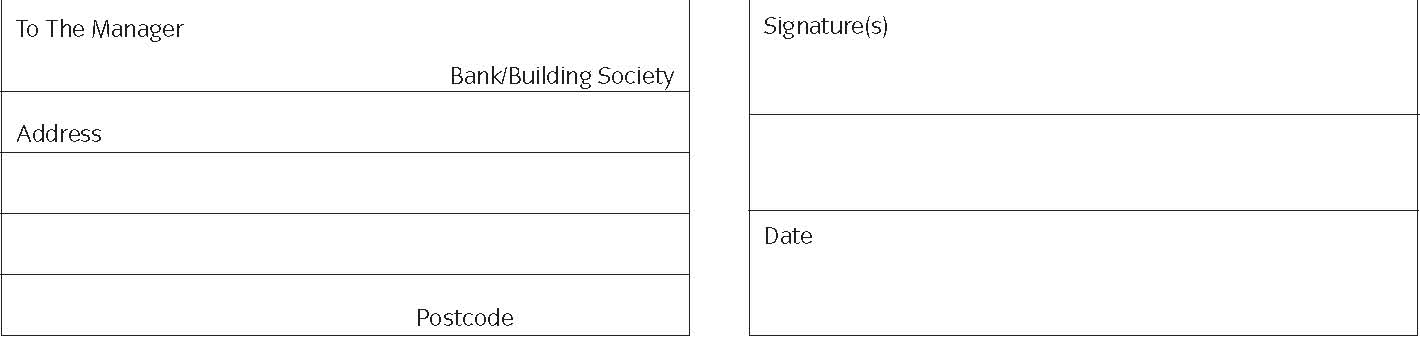 To The Manager
Bank/Building Society
Address
Postcode
Signature(s)
Date